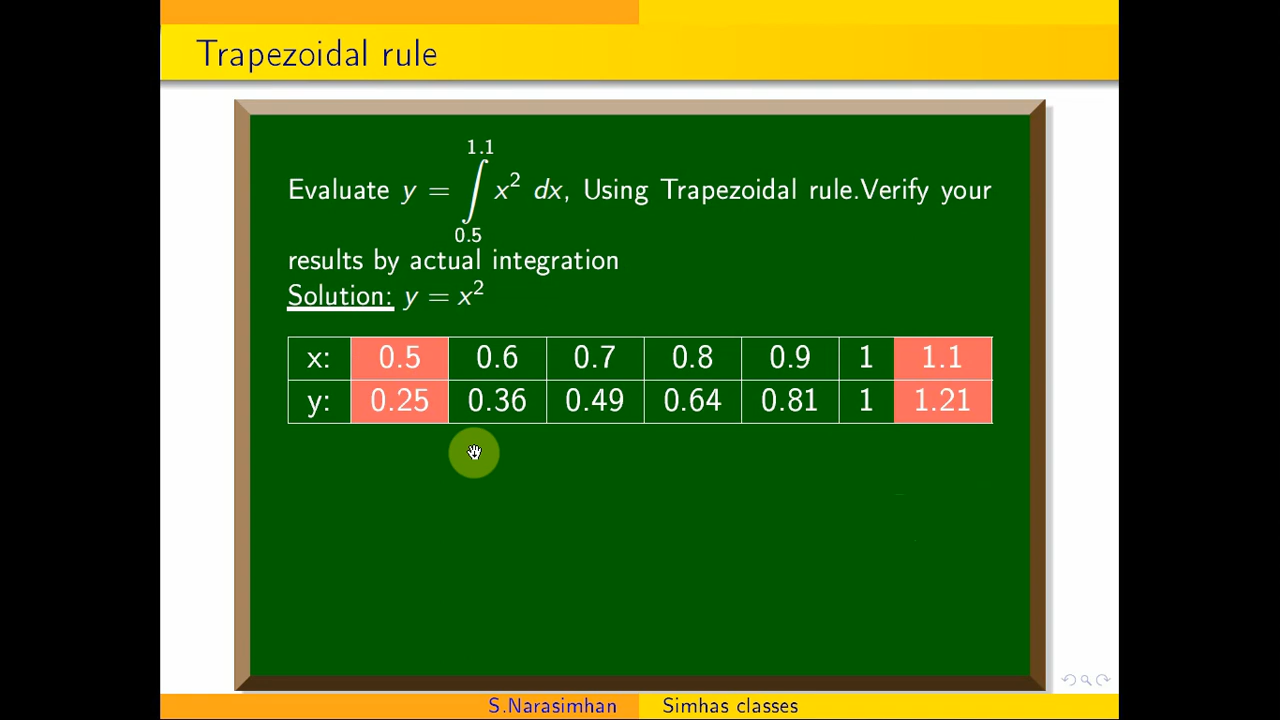 Trapezoidal rule
1.1
Evaluate y = ∫ x² dx, Using Trapezoidal rule.Verify your
0.5
results by actual integration
Solution: y = x²
x: 0.5 0.6 0.7 0.8 0.9 1 1.1
y: 0.25 0.36 0.49 0.64 0.81 1 1.21
S.Narasimhan Simhas classes